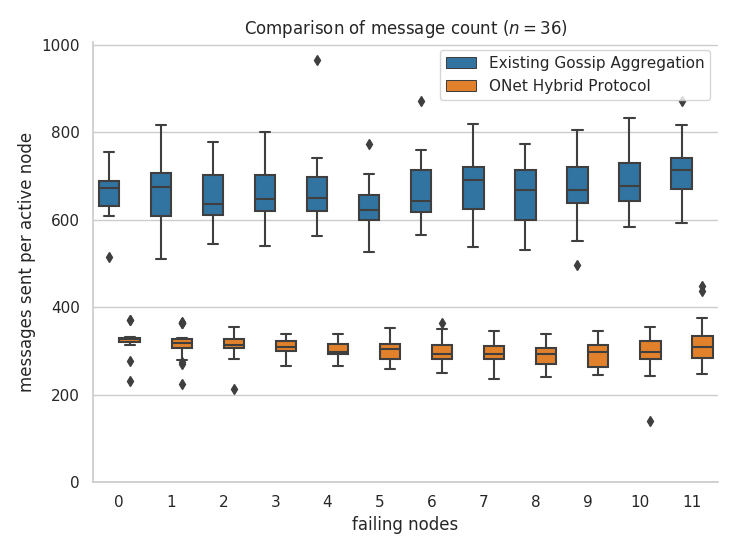 Comparison of message count (n = 36)
Existing Gossip Aggregation
ONet Hybrid Protocol
messages sent per active node
1000
800
600
400
200
0
0 1 2 3 4 5 6 7 8 9 10 11
failing nodes